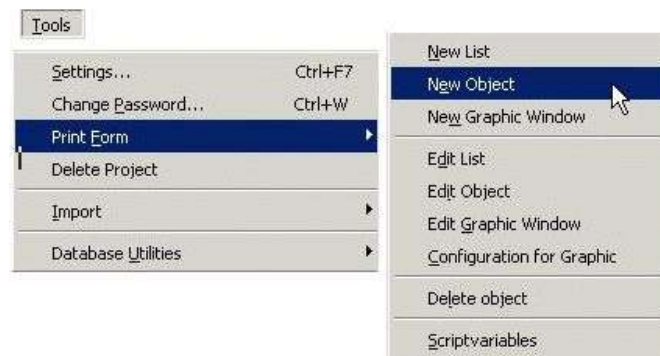 Tools
Settings... Ctrl+F7
Change Password... Ctrl+W
Print Form
Delete Project
Import
Database Utilities
New List
New Object
New Graphic Window
Edit List
Edit Object
Edit Graphic Window
Configuration for Graphic
Delete object
Scriptvariables